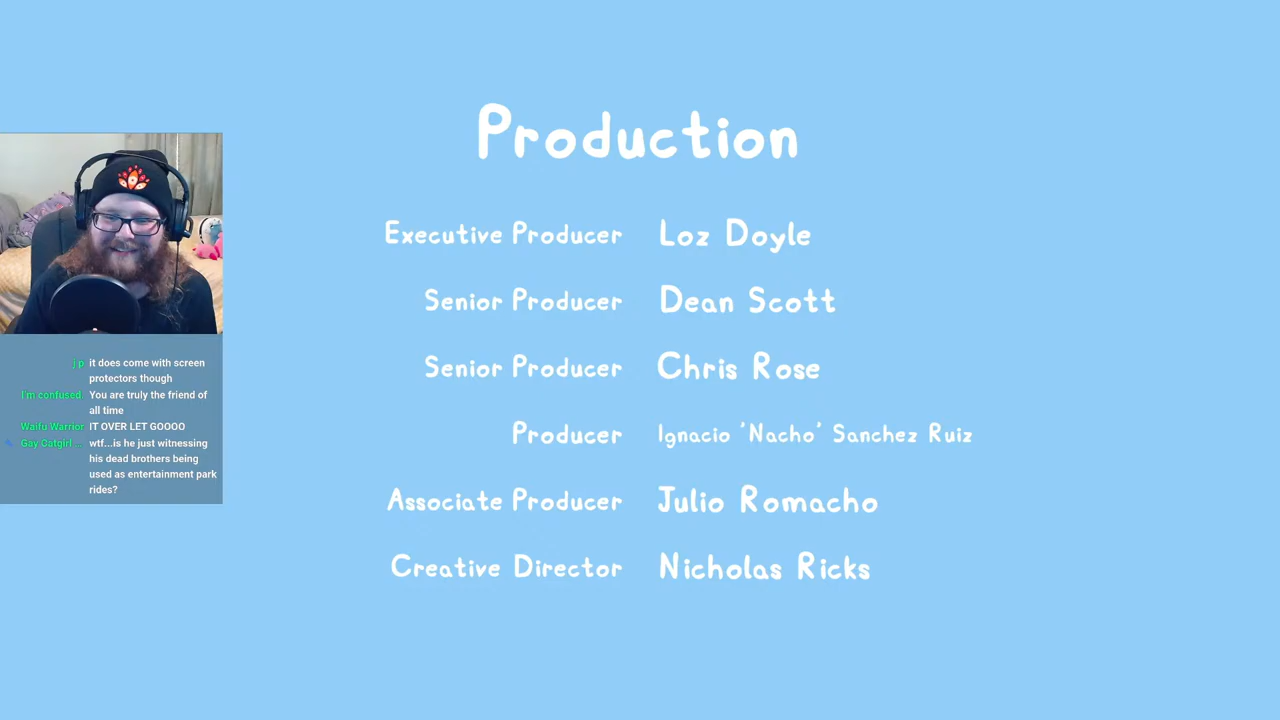 Production
Executive Producer Loz Doyle
Senior Producer Dean Scott
Senior Producer Chris Rose
Producer Ignacio 'Nacho' Sanchez Ruiz
Associate Producer Julio Romacho
Creative Director Nicholas Ricks
j p it does come with screen
protectors though
I'm confused. You are truly the friend of
all time
Waifu Warrior IT OVER LET GOOOO
Gay Catgirl ... wtf...is he just witnessing
his dead brothers being
used as entertainment park
rides?